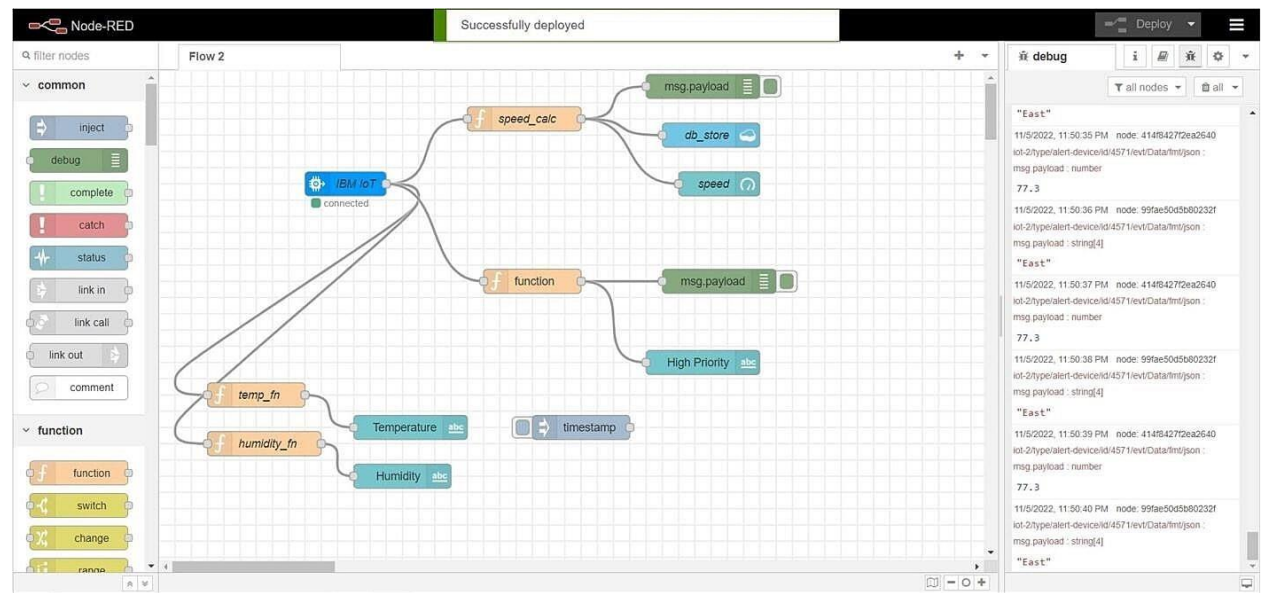 Node-RED
Successfully deployed
Deploy
filter nodes
Flow 2
debug
i
common
all nodes
all
inject
debug
complete
catch
status
link in
link call
link out
comment
function
function
switch
change
range
msg.payload
speed_calc
db_store
IBM IoT
speed
connected
function
msg.payload
High Priority
abc
temp_fn
Temperature
abc
timestamp
humidity_fn
Humidity
abc
"East"
11/5/2022, 11:50:35 PM node: 414f8427f2ea2640
iot-2/type/alert-device/id/4571/evt/Data/fmt/json :
msg.payload : number
77.3
11/5/2022, 11:50:36 PM node: 99fae50d5b80232f
iot-2/type/alert-device/id/4571/evt/Data/fmt/json :
msg.payload : string[4]
"East"
11/5/2022, 11:50:37 PM node: 414f8427f2ea2640
iot-2/type/alert-device/id/4571/evt/Data/fmt/json :
msg.payload : number
77.3
11/5/2022, 11:50:38 PM node: 99fae50d5b80232f
iot-2/type/alert-device/id/4571/evt/Data/fmt/json :
msg.payload : string[4]
"East"
11/5/2022, 11:50:39 PM node: 414f8427f2ea2640
iot-2/type/alert-device/id/4571/evt/Data/fmt/json :
msg.payload : number
77.3
11/5/2022, 11:50:40 PM node: 99fae50d5b80232f
iot-2/type/alert-device/id/4571/evt/Data/fmt/json :
msg.payload : string[4]
"East"